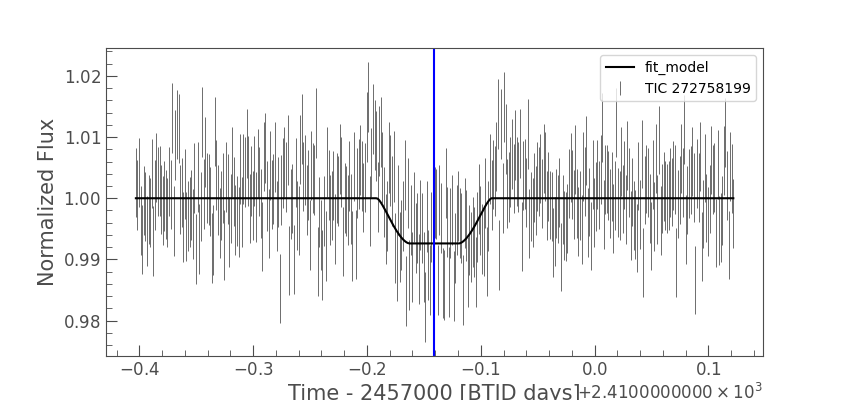 fit_model
TIC 272758199
Normalized Flux
1.02
1.01
1.00
0.99
0.98
−0.4 −0.3 −0.2 −0.1 0.0 0.1
Time - 2457000 [BTJD days]
+2.4100000000 × 10³